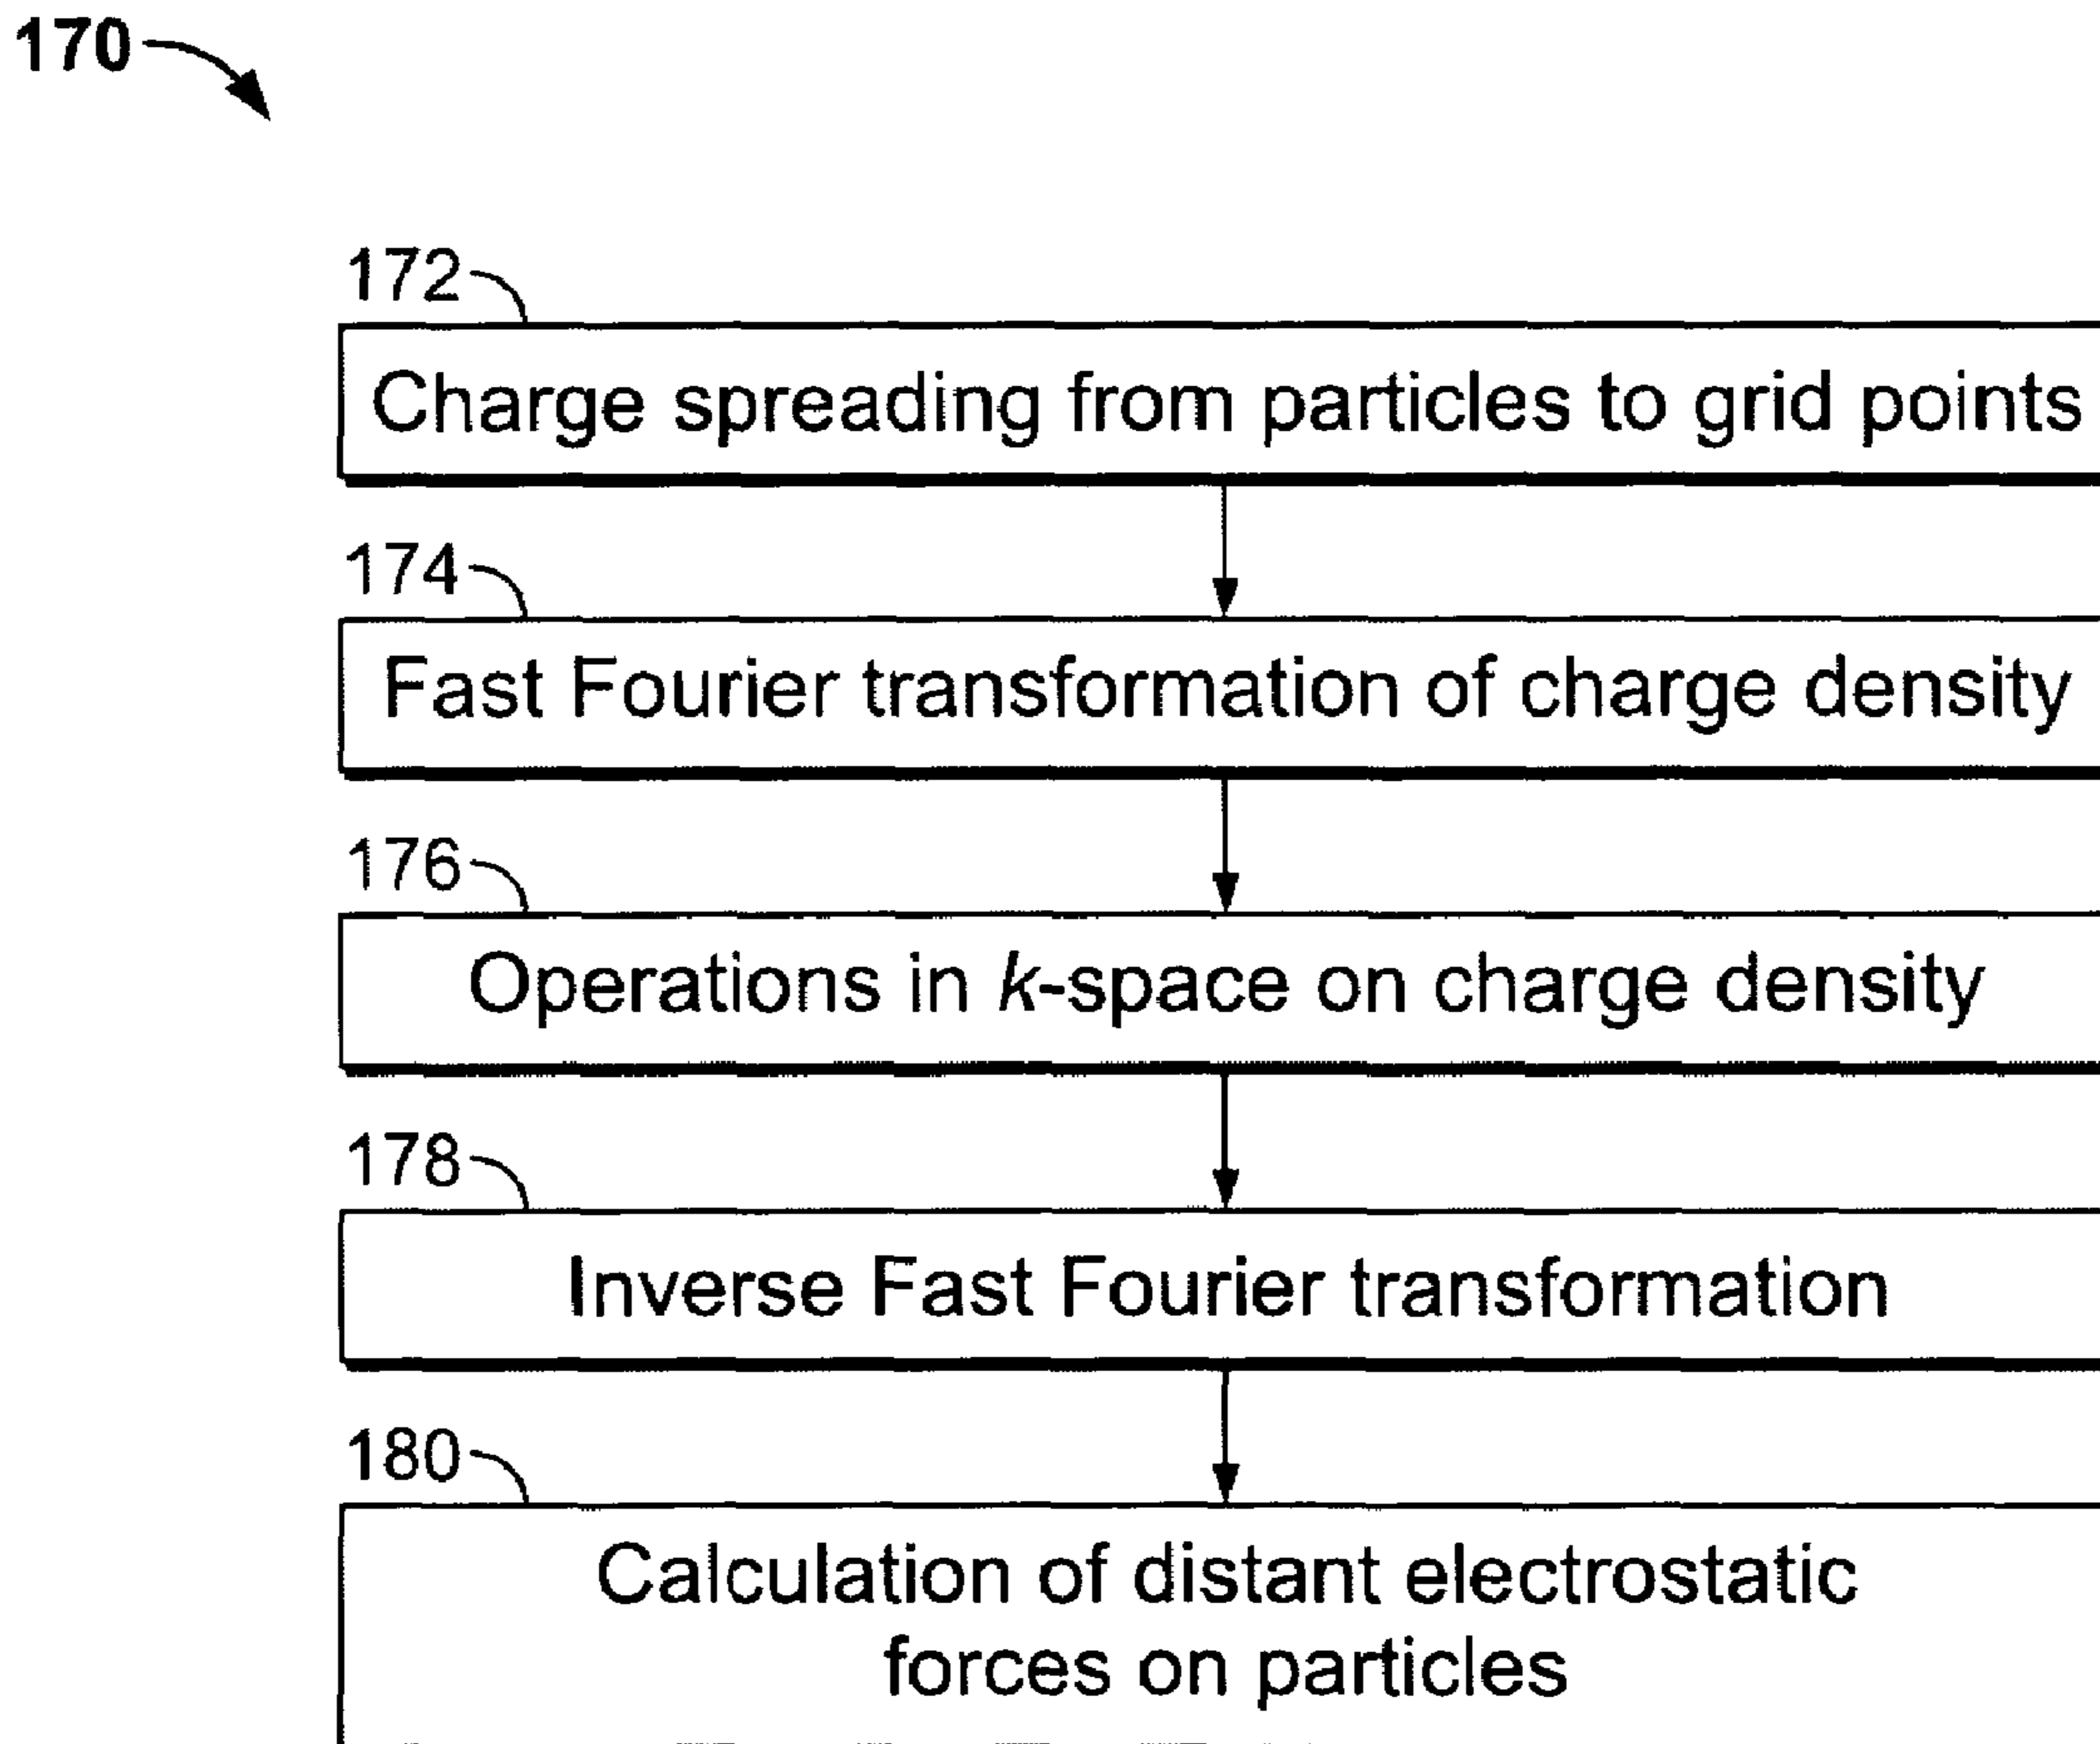 170
172
Charge spreading from particles to grid points
174
Fast Fourier transformation of charge density
176
Operations in k-space on charge density
178
Inverse Fast Fourier transformation
180
Calculation of distant electrostatic
forces on particles